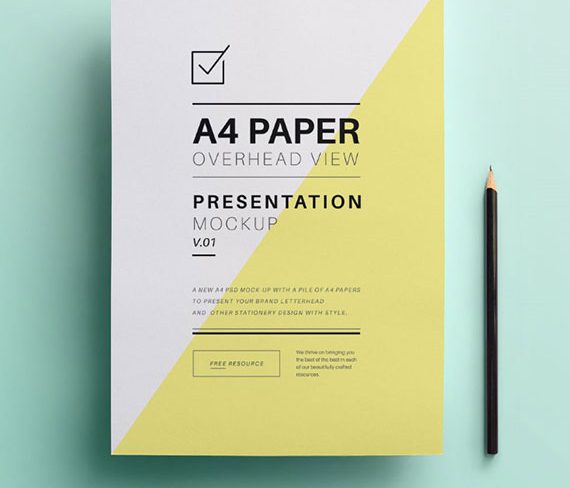 A4 PAPER
OVERHEAD VIEW
PRESENTATION
MOCKUP
V.01
A NEW A4 PSD MOCK UP WITH A PILE OF A4 PAPERS
TO PRESENT YOUR BRAND LETTERHEAD
AND OTHER STATIONERY DESIGN WITH STYLE.
FREE RESOURCE
We thrive on bringing you
the best of the best in each
of our beautifully crafted
resources.